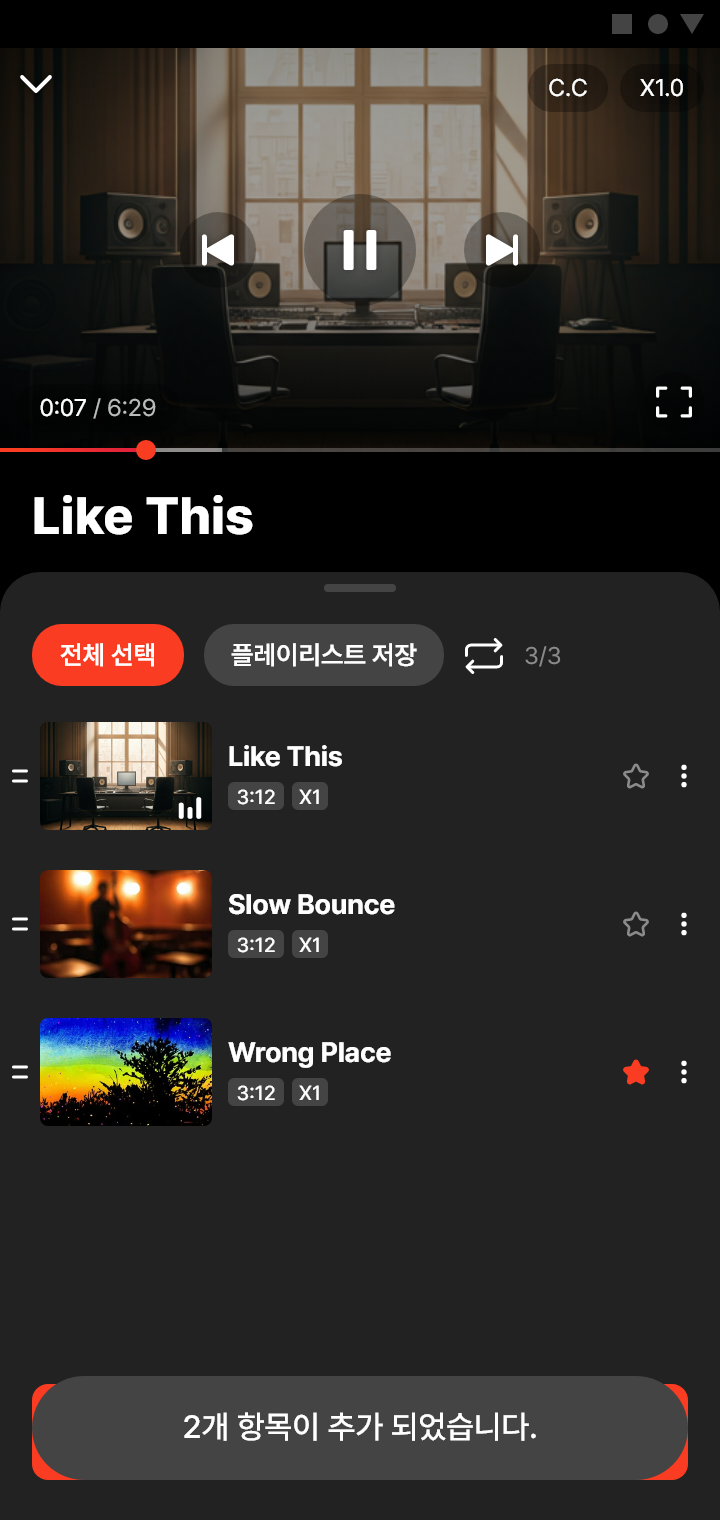 C.C
X1.0
0:07 / 6:29
Like This
전체 선택
플레이리스트 저장
3/3
Like This
3:12
X1
Slow Bounce
3:12
X1
Wrong Place
3:12
X1
2개 항목이 추가 되었습니다.